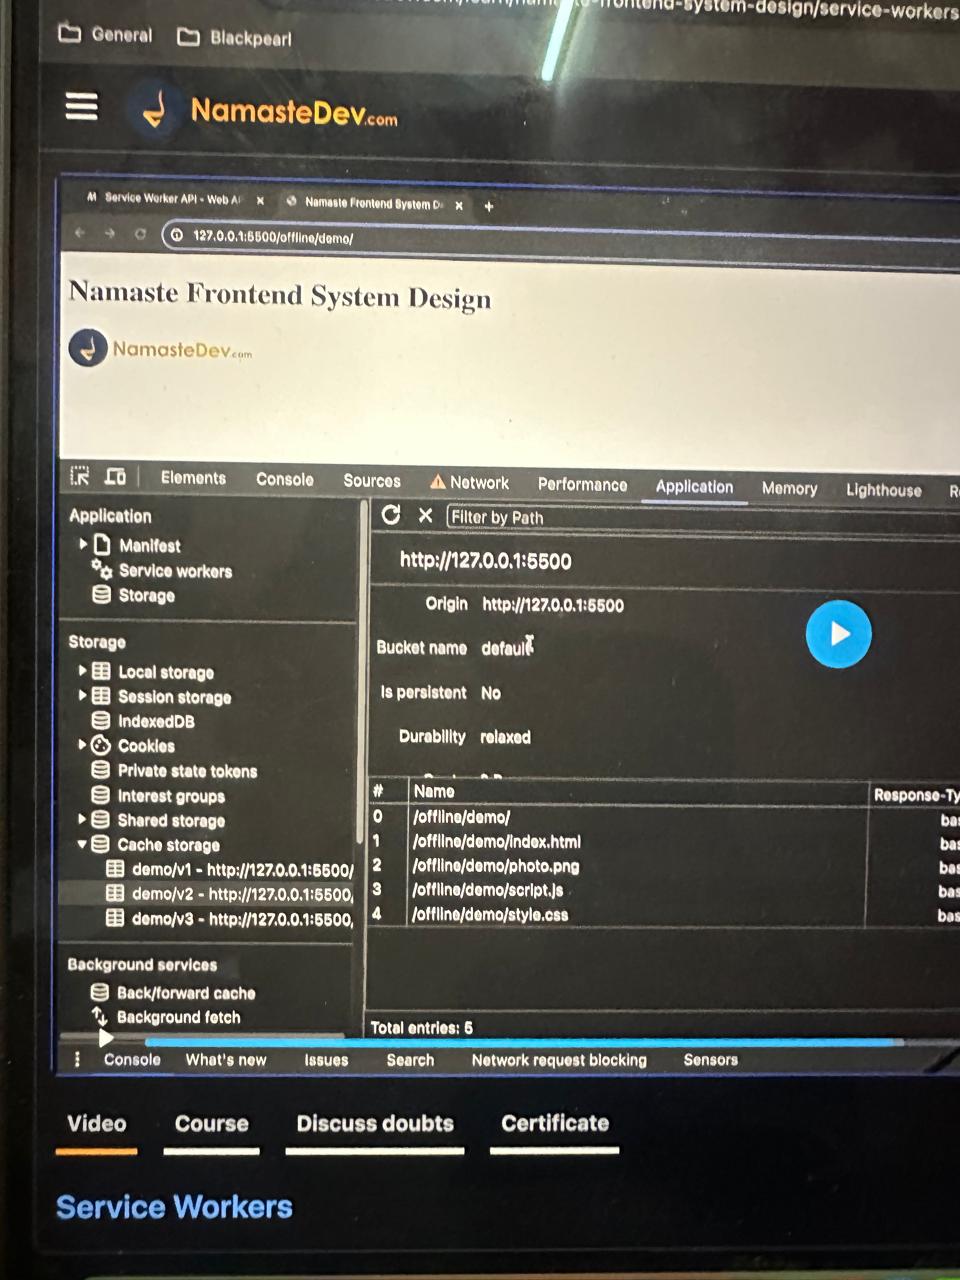 -frontend-system-design/service-workers
General Blackpearl
NamasteDev.com
Service Worker API - Web A
Namaste Frontend System D
127.0.0.1:5500/offline/demo/
Namaste Frontend System Design
NamasteDev.com
Elements Console Sources Network Performance Application Memory Lighthouse
Application
Manifest
Service workers
Storage
Storage
Local storage
Session storage
IndexedDB
Cookies
Private state tokens
Interest groups
Shared storage
Cache storage
demo/v1 - http://127.0.0.1:5500/
demo/v2 - http://127.0.0.1:5500,
demo/v3 - http://127.0.0.1:5500,
Background services
Back/forward cache
Background fetch
Filter by Path
http://127.0.0.1:5500
Origin http://127.0.0.1:5500
Bucket name default
Is persistent No
Durability relaxed
# Name Response-Ty
0 /offline/demo/ bas
1 /offline/demo/index.html bas
2 /offline/demo/photo.png bas
3 /offline/demo/script.js bas
4 /offline/demo/style.css bas
Total entries: 5
Console What's new Issues Search Network request blocking Sensors
Video Course Discuss doubts Certificate
Service Workers